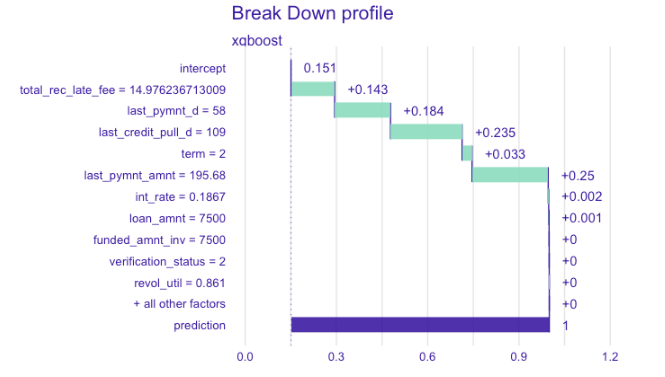 Break Down profile
xgboost
intercept 0.151
total_rec_late_fee = 14.976236713009 +0.143
last_pymnt_d = 58 +0.184
last_credit_pull_d = 109 +0.235
term = 2 +0.033
last_pymnt_amnt = 195.68 +0.25
int_rate = 0.1867 +0.002
loan_amnt = 7500 +0.001
funded_amnt_inv = 7500 +0
verification_status = 2 +0
revol_util = 0.861 +0
+ all other factors +0
prediction 1
0.0 0.3 0.6 0.9 1.2